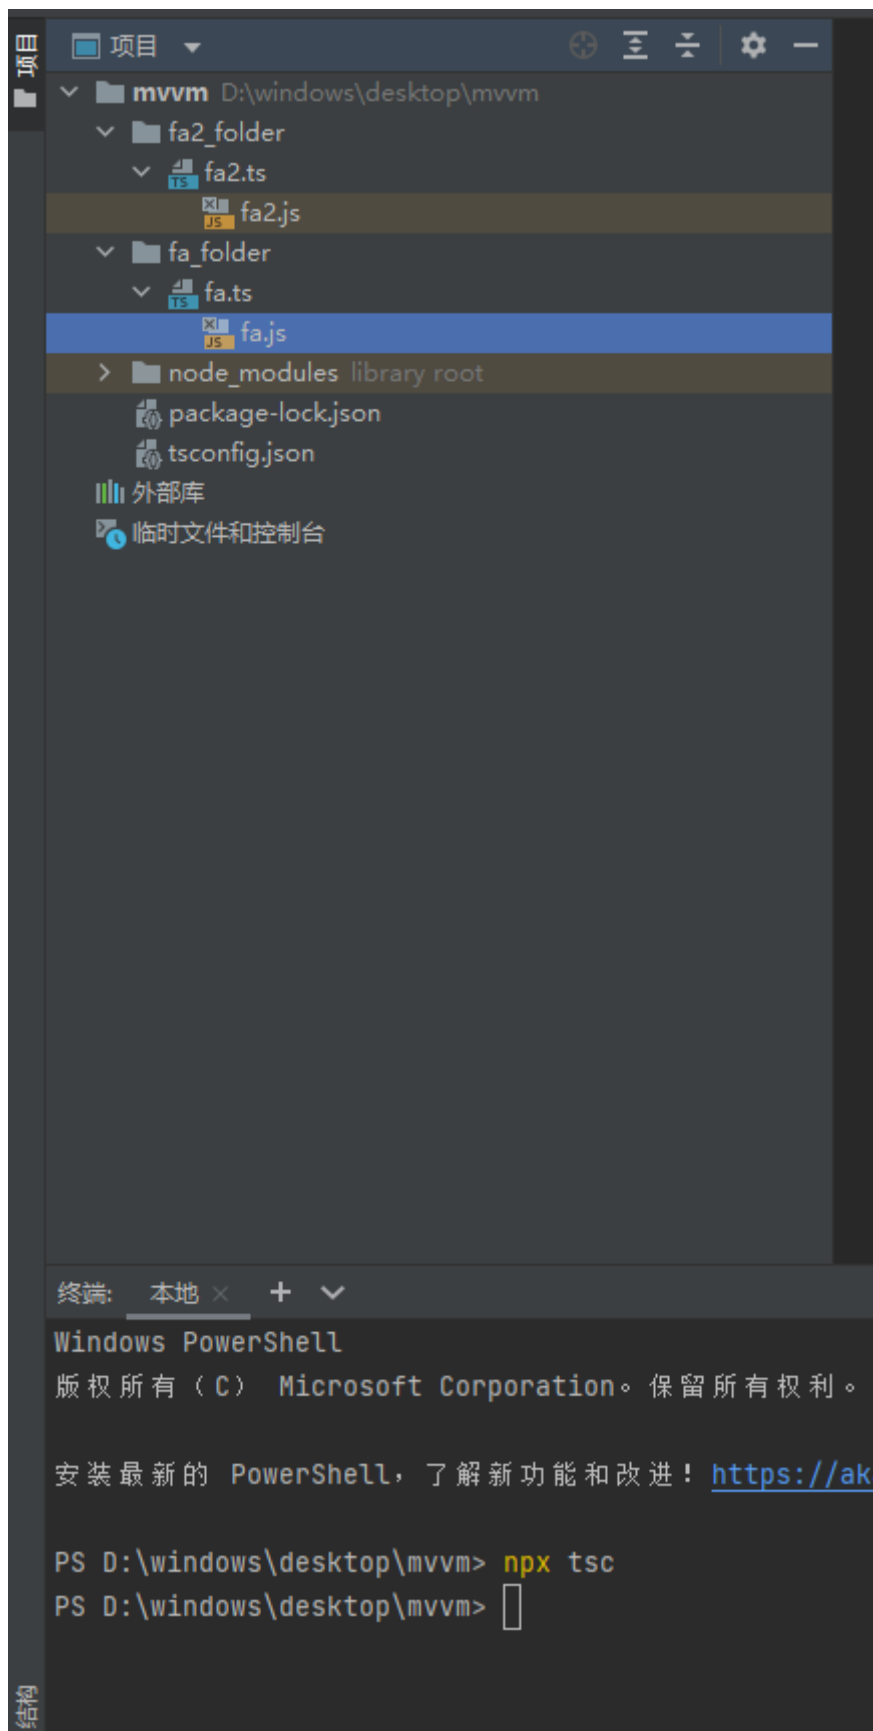 项目
项目
mvvm D:\windows\desktop\mvvm
fa2_folder
TS fa2.ts
JS fa2.js
fa_folder
TS fa.ts
JS fa.js
node_modules library root
package-lock.json
tsconfig.json
外部库
临时文件和控制台
终端: 本地
Windows PowerShell
版权所有（C） Microsoft Corporation。保留所有权利。
安装最新的 PowerShell，了解新功能和改进！https://ak
PS D:\windows\desktop\mvvm> npx tsc
PS D:\windows\desktop\mvvm>
结构